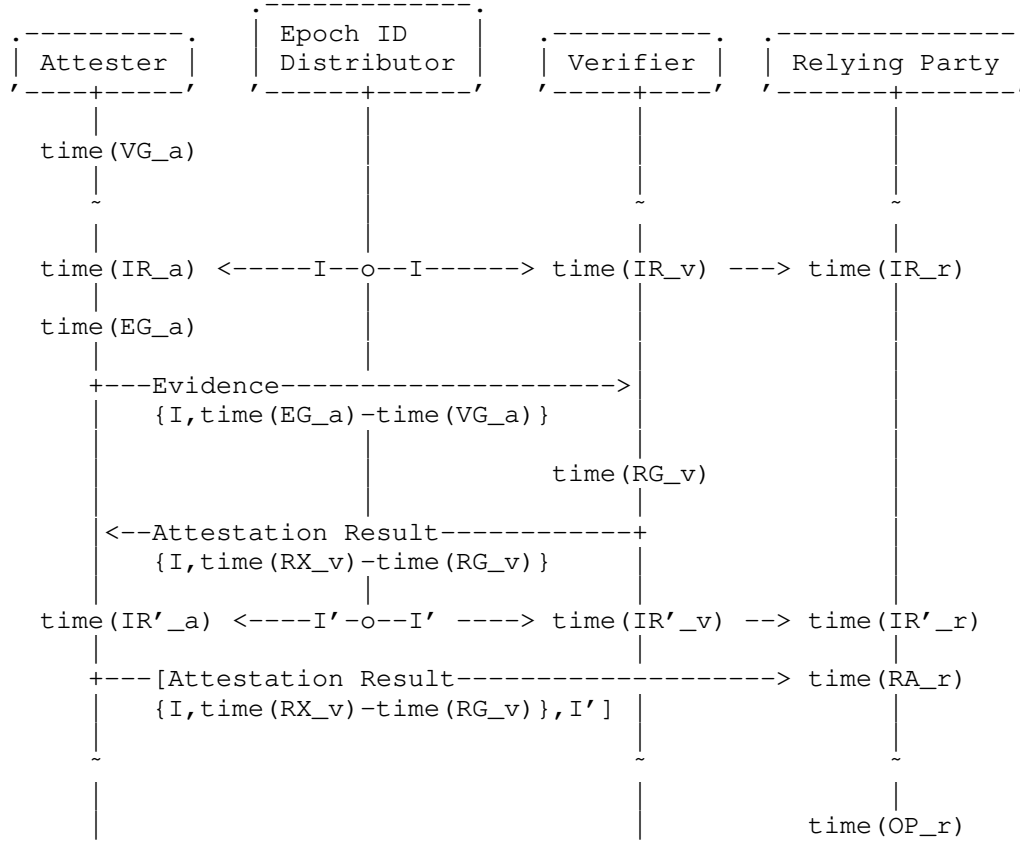 Epoch ID
Attester Distributor Verifier Relying Party
time(VG_a)
~ ~ ~
time(IR_a) <-----I--o--I------> time(IR_v) ---> time(IR_r)
time(EG_a)
+---Evidence--------------------->
{I,time(EG_a)-time(VG_a)}
time(RG_v)
<--Attestation Result------------+
{I,time(RX_v)-time(RG_v)}
time(IR'_a) <----I'-o--I' ----> time(IR'_v) --> time(IR'_r)
+---[Attestation Result--------------------> time(RA_r)
{I,time(RX_v)-time(RG_v)},I']
~ ~ ~
time(OP_r)